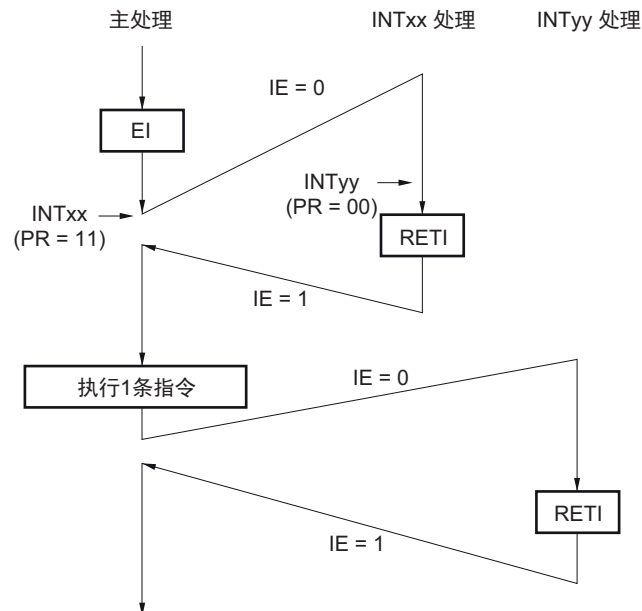 主处理
INTxx 处理
INTyy 处理
IE = 0
EI
INTyy
(PR = 00)
INTxx
(PR = 11)
RETI
IE = 1
执行1条指令
IE = 0
RETI
IE = 1